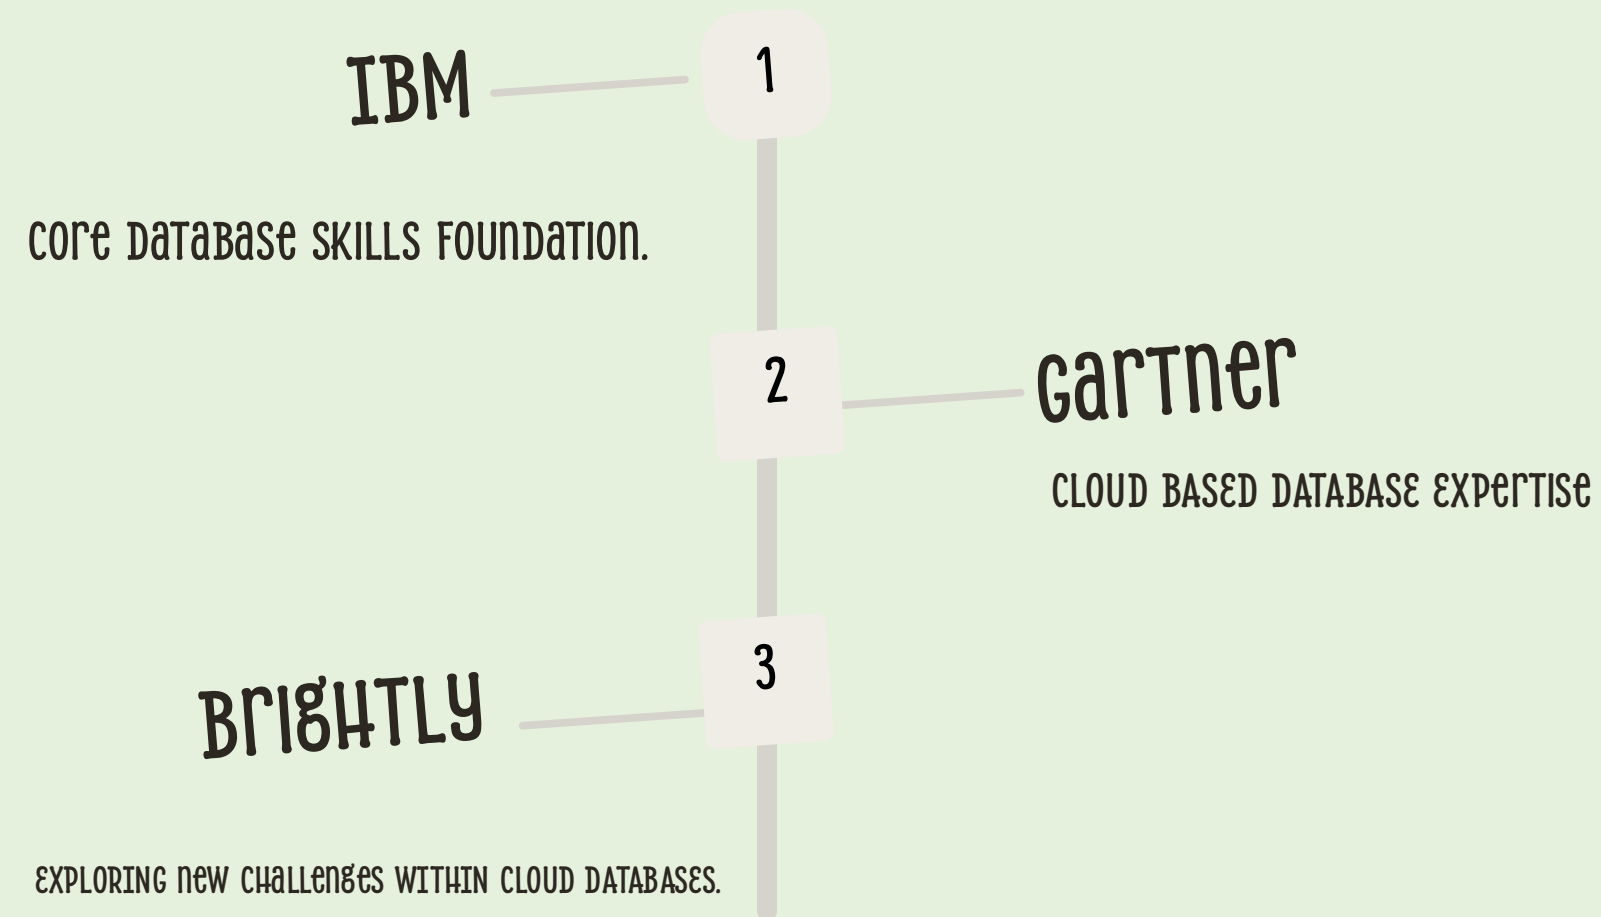 IBM
1
Core Database skills foundation.
2
Gartner
Cloud based database expertise
3
Brightly
Exploring new challenges within cloud databases.